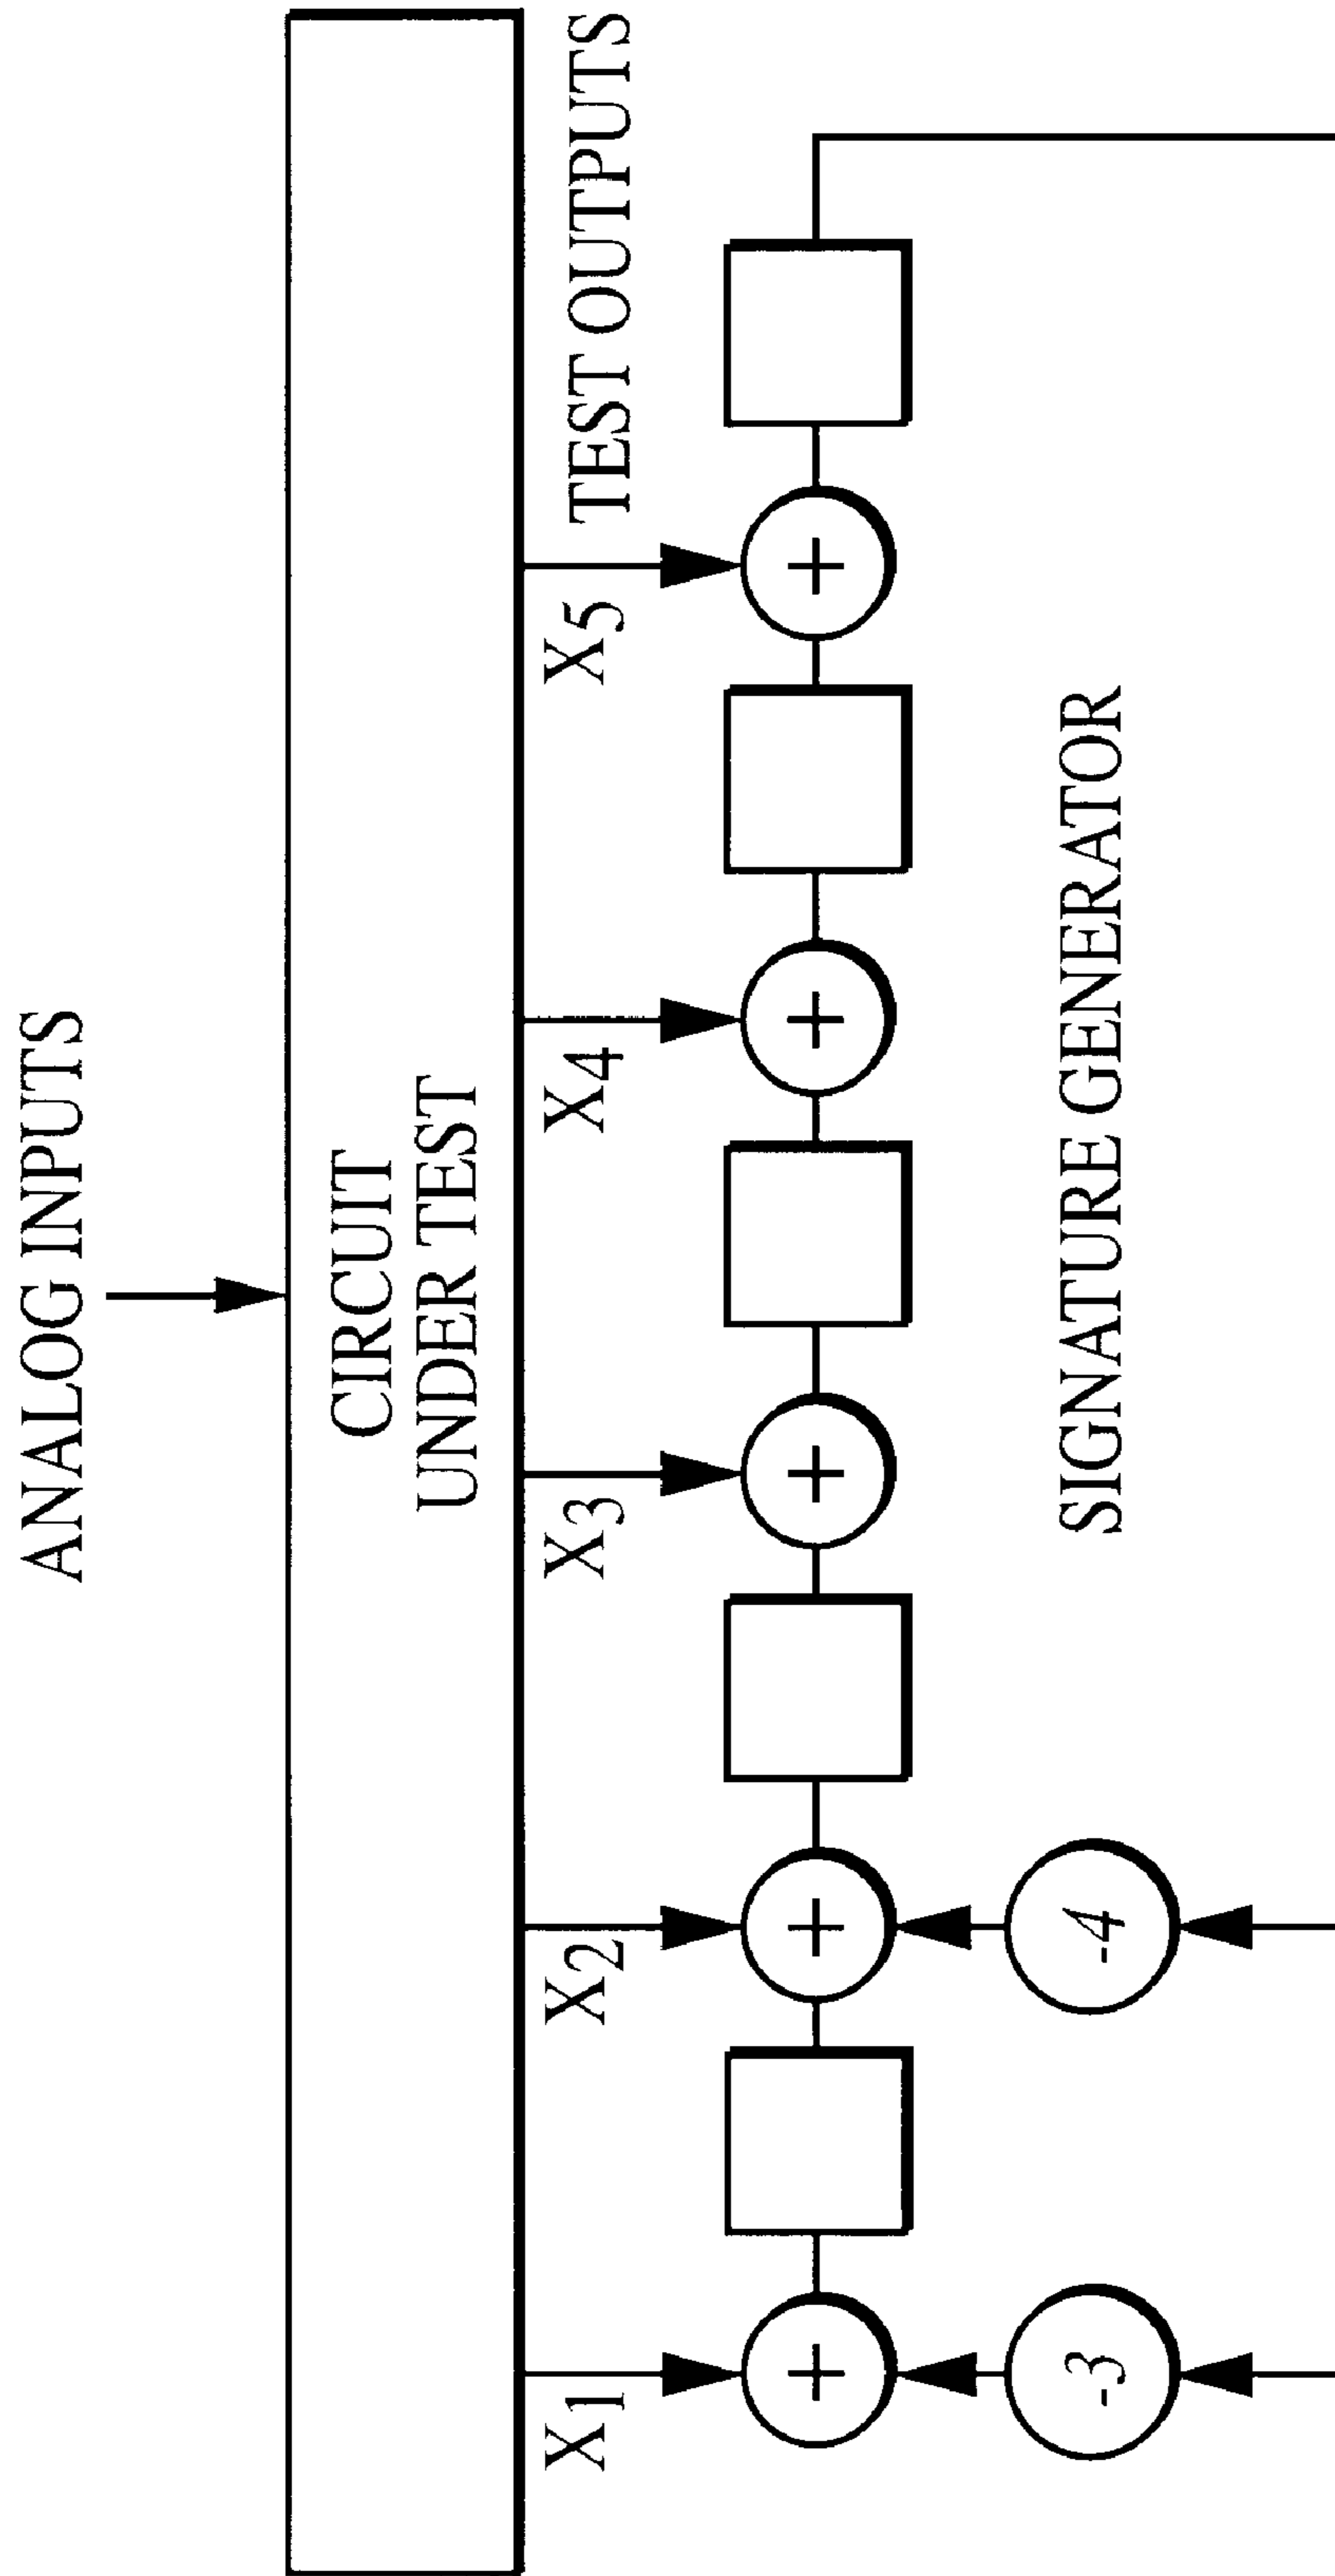 ANALOG INPUTS
CIRCUIT
UNDER TEST
X1
X2
X3
X4
X5
TEST OUTPUTS
+
+
+
+
+
-3
-4
SIGNATURE GENERATOR